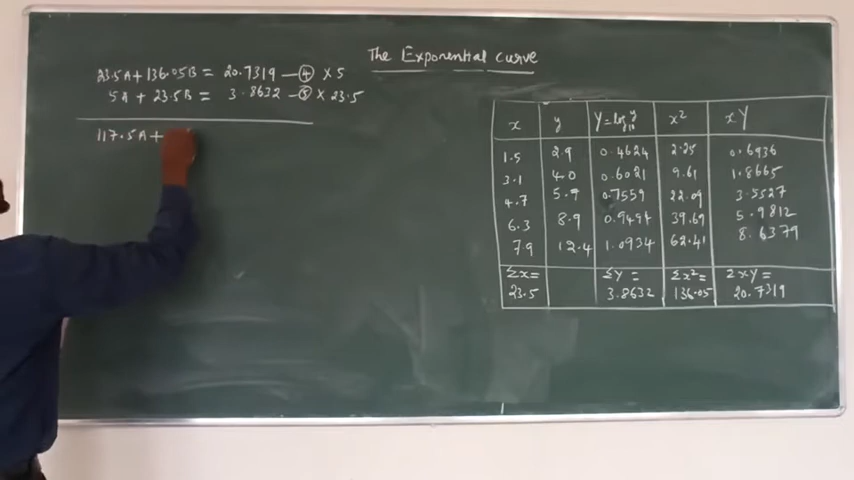 The Exponential curve
23.5A + 136.05B = 20.7319 — ④ × 5
5A + 23.5B = 3.8632 — ⑤ × 23.5
117.5A +
x y Y = log₁₀ y x² xY
1.5 2.9 0.4624 2.25 0.6936
3.1 4.0 0.6021 9.61 1.8665
4.7 5.7 0.7559 22.09 3.5527
6.3 8.9 0.9494 39.69 5.9812
7.9 12.4 1.0934 62.41 8.6379
Σx = ΣY = Σx² = ΣxY =
23.5 3.8632 136.05 20.7319